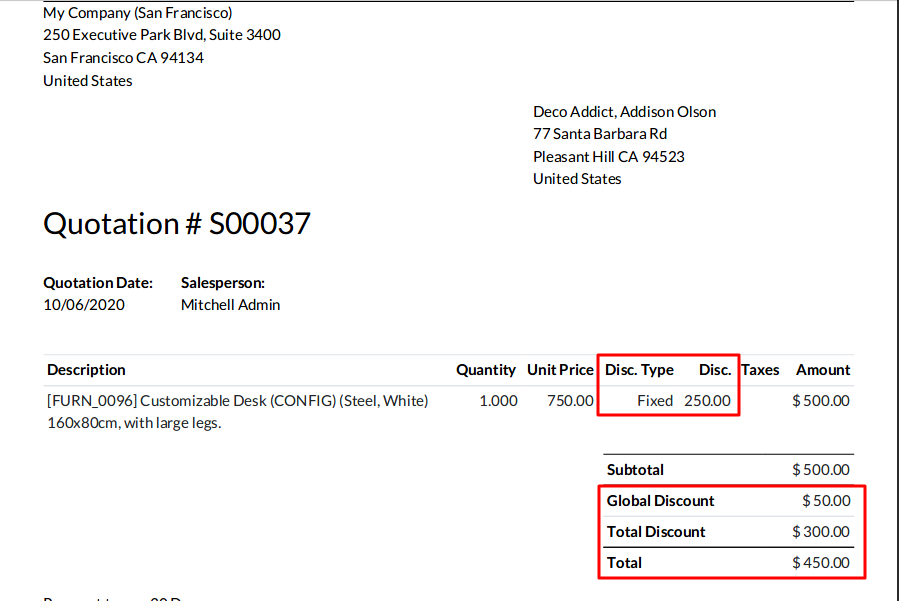 My Company (San Francisco)
250 Executive Park Blvd, Suite 3400
San Francisco CA 94134
United States
Deco Addict, Addison Olson
77 Santa Barbara Rd
Pleasant Hill CA 94523
United States
Quotation # S00037
Quotation Date: Salesperson:
10/06/2020 Mitchell Admin
Description Quantity Unit Price Disc. Type Disc. Taxes Amount
[FURN_0096] Customizable Desk (CONFIG) (Steel, White) 1.000 750.00 Fixed 250.00 $ 500.00
160x80cm, with large legs.
Subtotal $ 500.00
Global Discount $ 50.00
Total Discount $ 300.00
Total $ 450.00